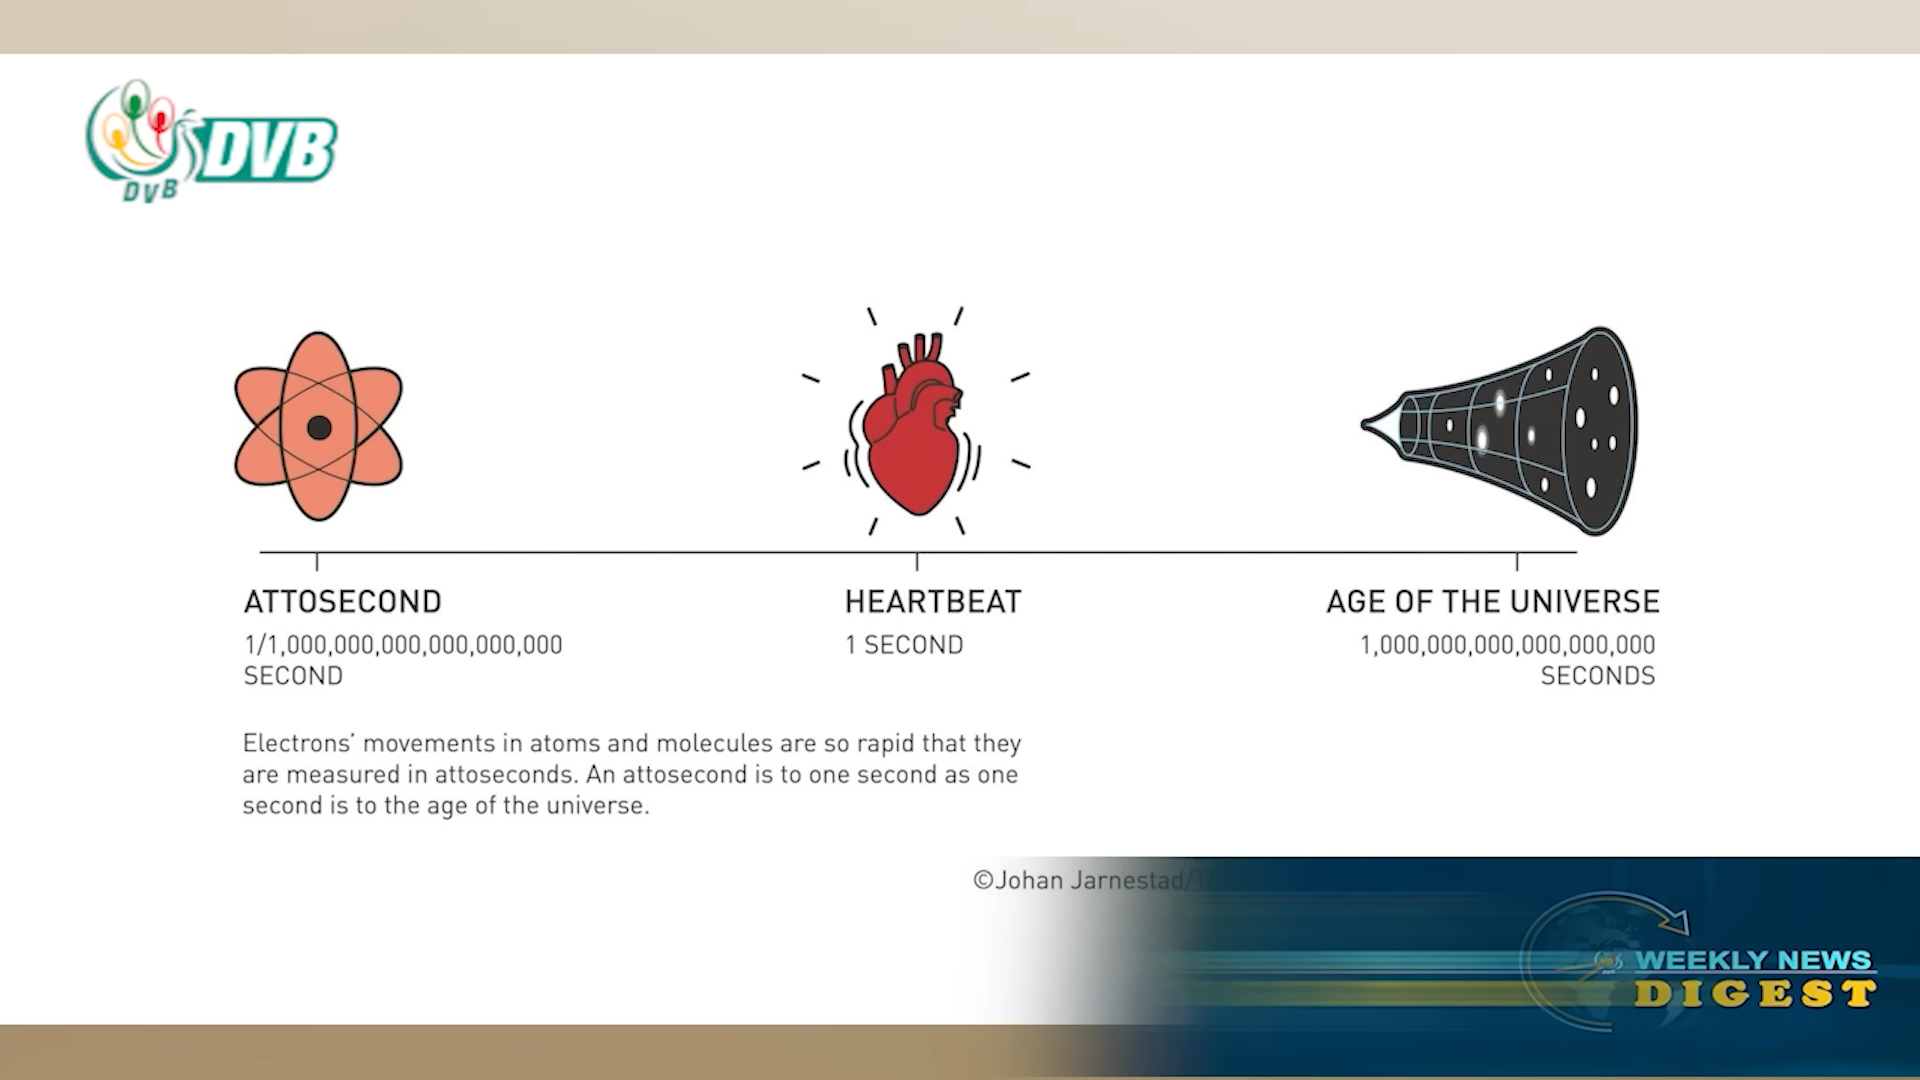 DVB
DVB
ATTOSECOND
1/1,000,000,000,000,000,000
SECOND
HEARTBEAT
1 SECOND
AGE OF THE UNIVERSE
1,000,000,000,000,000,000
SECONDS
Electrons’ movements in atoms and molecules are so rapid that they
are measured in attoseconds. An attosecond is to one second as one
second is to the age of the universe.
©Johan Jarnestad/
WEEKLY NEWS
DIGEST